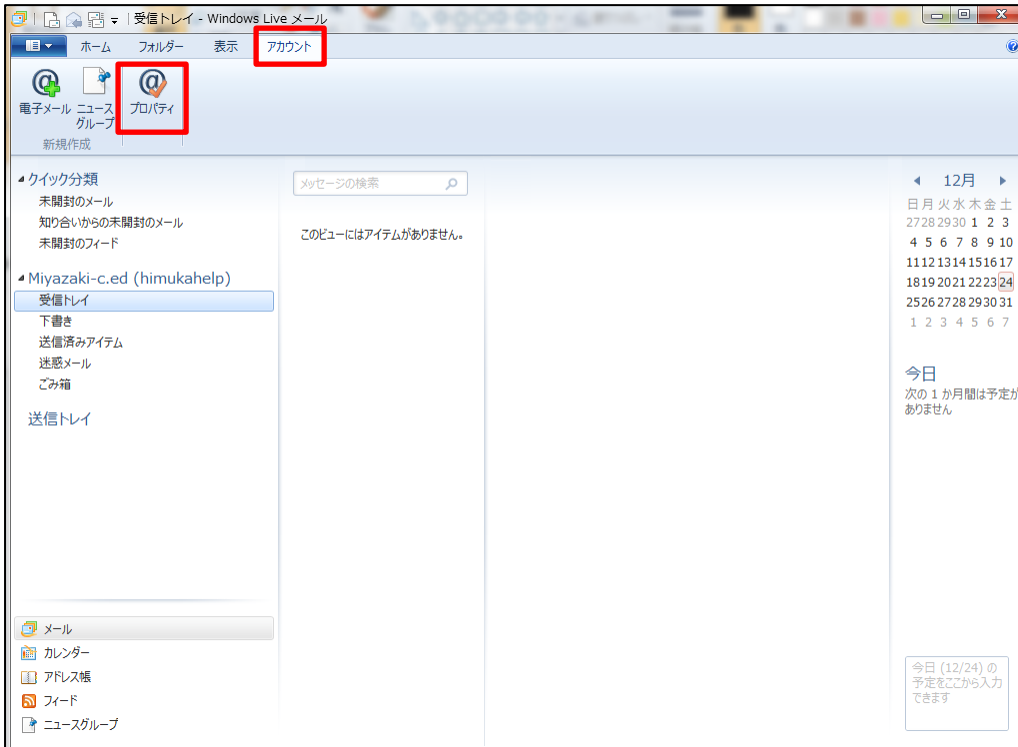 受信トレイ - Windows Live メール
ホーム フォルダー 表示 アカウント
電子メール ニュース グループ プロパティ
新規作成
クイック分類
未開封のメール
知り合いからの未開封のメール
未開封のフィード
Miyazaki-c.ed (himukahelp)
受信トレイ
下書き
送信済みアイテム
迷惑メール
ごみ箱
送信トレイ
メール
カレンダー
アドレス帳
フィード
ニュースグループ
メッセージの検索
このビューにはアイテムがありません。
12月
日 月 火 水 木 金 土
27 28 29 30 1 2 3
4 5 6 7 8 9 10
11 12 13 14 15 16 17
18 19 20 21 22 23 24
25 26 27 28 29 30 31
1 2 3 4 5 6 7
今日
次の 1 か月間は予定が
ありません
今日 (12/24) の
予定をここから入力
できます